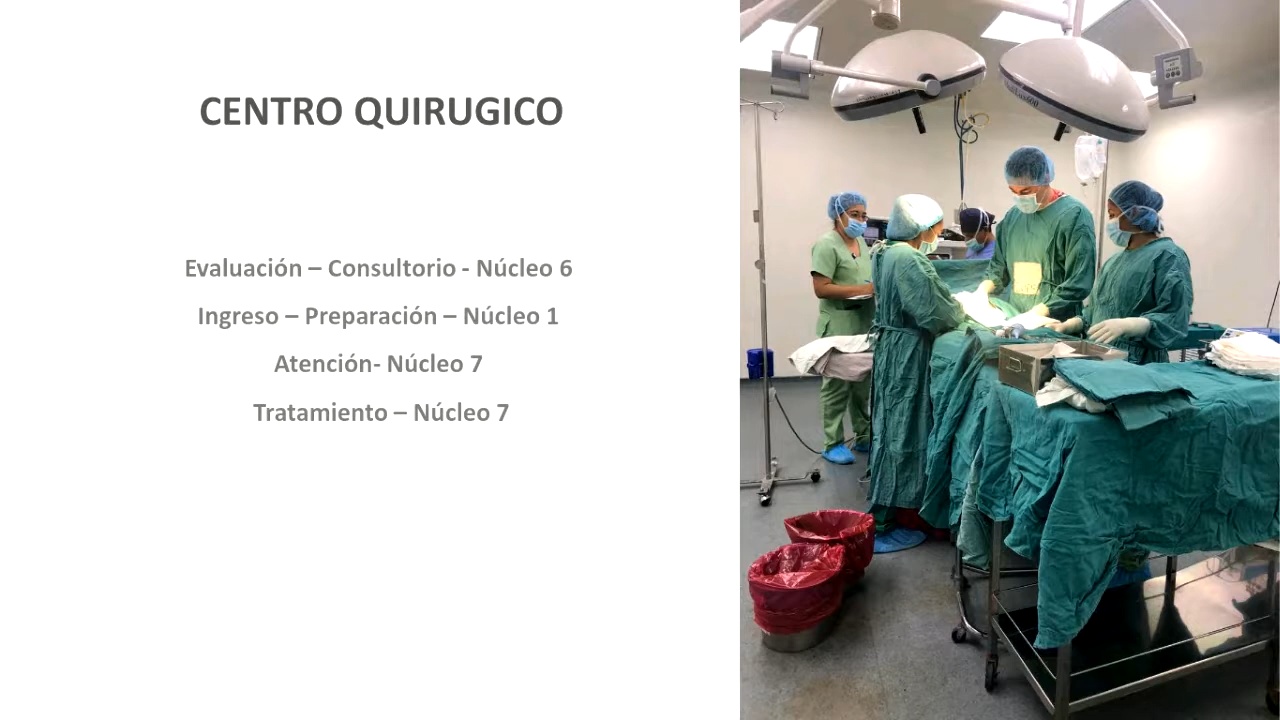 CENTRO QUIRUGICO
Evaluación – Consultorio - Núcleo 6
Ingreso – Preparación – Núcleo 1
Atención- Núcleo 7
Tratamiento – Núcleo 7